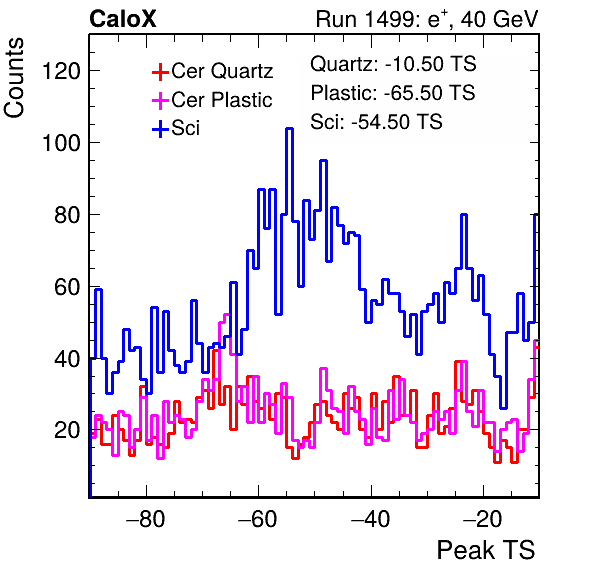 CaloX
Run 1499: e+, 40 GeV
Counts
120
100
80
60
40
20
Cer Quartz
Cer Plastic
Sci
Quartz: -10.50 TS
Plastic: -65.50 TS
Sci: -54.50 TS
−80
−60
−40
−20
Peak TS